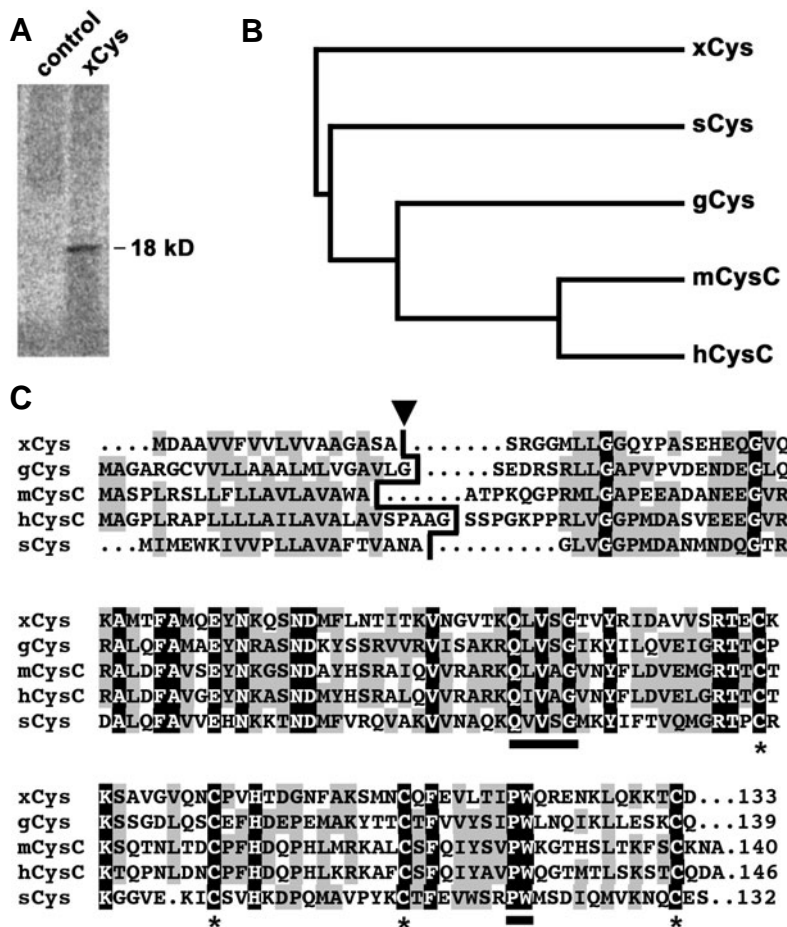 A
control
xCys
– 18 kD
B
xCys
sCys
gCys
mCysC
hCysC
C
xCys ....MDAAVVFVVLVVAAGASA.......SRGGMLLGGQYPASEHEQGVQ
gCys MAGARGCVVLLAAALMLVGAVLG.....SEDRSRLLGAPVPVDENDEGLQ
mCysC MASPLRSLLFLLAVLAVAWA......ATPKQGPRMLGAPEEADANEEGVR
hCysC MAGPLRAPLLLLAILAVALAVSPAAG SSPGKPPRLVGGPMDASVEEEGVR
sCys ...MIMEWKIVVPLLAVAFTVANA.........GLVGGPMDANMNDQGTR
xCys KAMTFAMQEYNKQSNDMFLNTITKVNGVTKQLVSGTVYRIDAVVSRTECK
gCys RALQFAMAEYNRASNDKYSSRVVRVISAKRQLVSGIKYILQVEIGRTTCP
mCysC RALDFAVSEYNKGSNDAYHSRAIQVVRARKQLVAGVNYFLDVEMGRTTCT
hCysC RALDFAVGEYNKASNDMYHSRALQVVRARKQIVAGVNYFLDVELGRTTCT
sCys DALQFAVVEHNKKTNDMFVRQVAKVVNAQKQVVSGMKYIFTVQMGRTPCR
*
xCys KSAVGVQNCPVHTDGNFAKSMNCQFEVLTIPWQRENKLQKKTCD...133
gCys KSSGDLQSCEFHDEPEMAKYTTCTFVVYSIPWLNQIKLLESKCQ...139
mCysC KSQTNLTDCPFHDQPHLMRKALCSFQIYSVPWKGTHSLTKFSCKNA.140
hCysC KTQPNLDNCPFHDQPHLKRKAFCSFQIYAVPWQGTMTLSKSTCQDA.146
sCys KGGVE.KICSVHKDPQMAVPYKCTFEVWSRPWMSDIQMVKNQCES..132
* * *